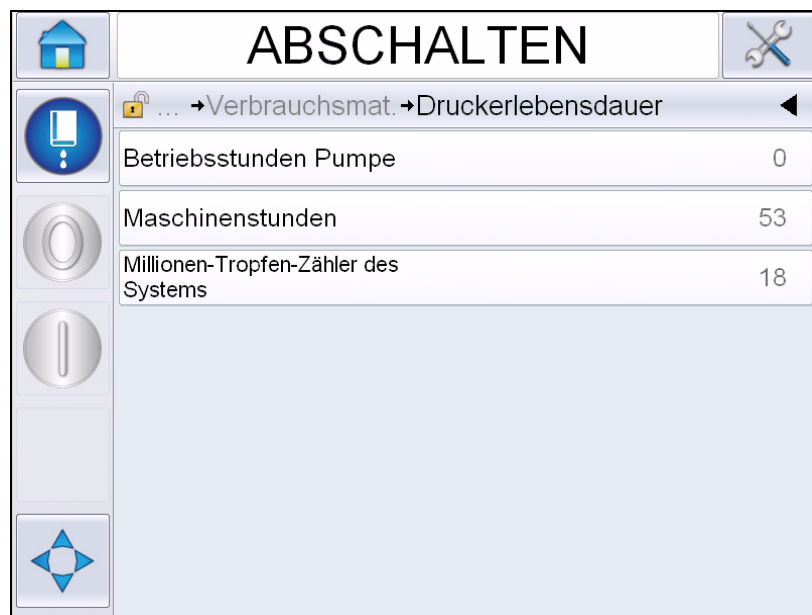 ABSCHALTEN
... →Verbrauchsmat.→Druckerlebensdauer
Betriebsstunden Pumpe 0
Maschinenstunden 53
Millionen-Tropfen-Zähler des
Systems 18